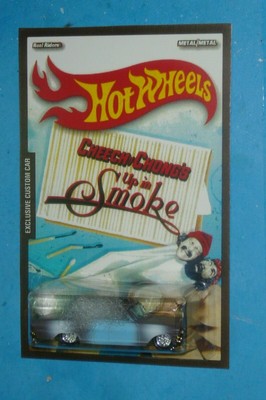 Real Riders
METAL/METAL
HOT WHEELS
CHEECH & CHONG'S
Up in
Smoke
EXCLUSIVE CUSTOM CAR